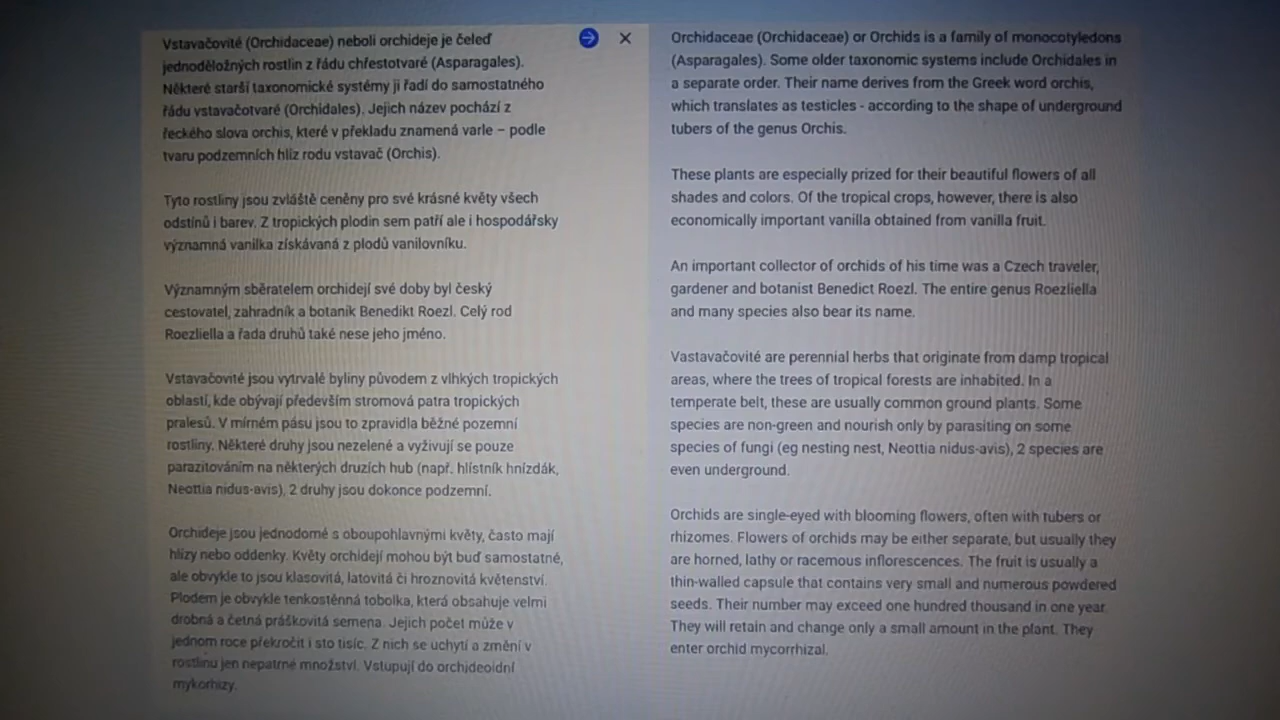 Vstavačovité (Orchidaceae) neboli orchideje je čeleď
jednoděložných rostlin z řádu chřestotvaré (Asparagales).
Některé starší taxonomické systémy ji řadí do samostatného
řádu vstavačotvaré (Orchidales). Jejich název pochází z
řeckého slova orchis, které v překladu znamená varle – podle
tvaru podzemních hlíz rodu vstavač (Orchis).
Tyto rostliny jsou zvláště ceněny pro své krásné květy všech
odstínů i barev. Z tropických plodin sem patří ale i hospodářsky
významná vanilka získávaná z plodů vanilovníku.
Významným sběratelem orchidejí své doby byl český
cestovatel, zahradník a botanik Benedikt Roezl. Celý rod
Roezliella a řada druhů také nese jeho jméno.
Vstavačovité jsou vytrvalé byliny původem z vlhkých tropických
oblastí, kde obývají především stromová patra tropických
pralesů. V mírném pásu jsou to zpravidla běžné pozemní
rostliny. Některé druhy jsou nezelené a vyživují se pouze
parazitováním na některých druzích hub (např. hlístník hnízdák,
Neottia nidus-avis), 2 druhy jsou dokonce podzemní.
Orchideje jsou jednodomé s oboupohlavnými květy, často mají
hlízy nebo oddenky. Květy orchidejí mohou být buď samostatné,
ale obvykle to jsou klasovitá, latovitá či hroznovitá květenství.
Plodem je obvykle tenkostěnná tobolka, která obsahuje velmi
drobná a četná práškovitá semena. Jejich počet může v
jednom roce překročit i sto tisíc. Z nich se uchytí a změní v
rostlinu jen nepatrné množství. Vstupují do orchideoidní
mykorhizy.
Orchidaceae (Orchidaceae) or Orchids is a family of monocotyledons
(Asparagales). Some older taxonomic systems include Orchidales in
a separate order. Their name derives from the Greek word orchis,
which translates as testicles - according to the shape of underground
tubers of the genus Orchis.
These plants are especially prized for their beautiful flowers of all
shades and colors. Of the tropical crops, however, there is also
economically important vanilla obtained from vanilla fruit.
An important collector of orchids of his time was a Czech traveler,
gardener and botanist Benedict Roezl. The entire genus Roezliella
and many species also bear its name.
Vastavačovité are perennial herbs that originate from damp tropical
areas, where the trees of tropical forests are inhabited. In a
temperate belt, these are usually common ground plants. Some
species are non-green and nourish only by parasiting on some
species of fungi (eg nesting nest, Neottia nidus-avis), 2 species are
even underground.
Orchids are single-eyed with blooming flowers, often with tubers or
rhizomes. Flowers of orchids may be either separate, but usually they
are horned, lathy or racemous inflorescences. The fruit is usually a
thin-walled capsule that contains very small and numerous powdered
seeds. Their number may exceed one hundred thousand in one year.
They will retain and change only a small amount in the plant. They
enter orchid mycorrhizal.